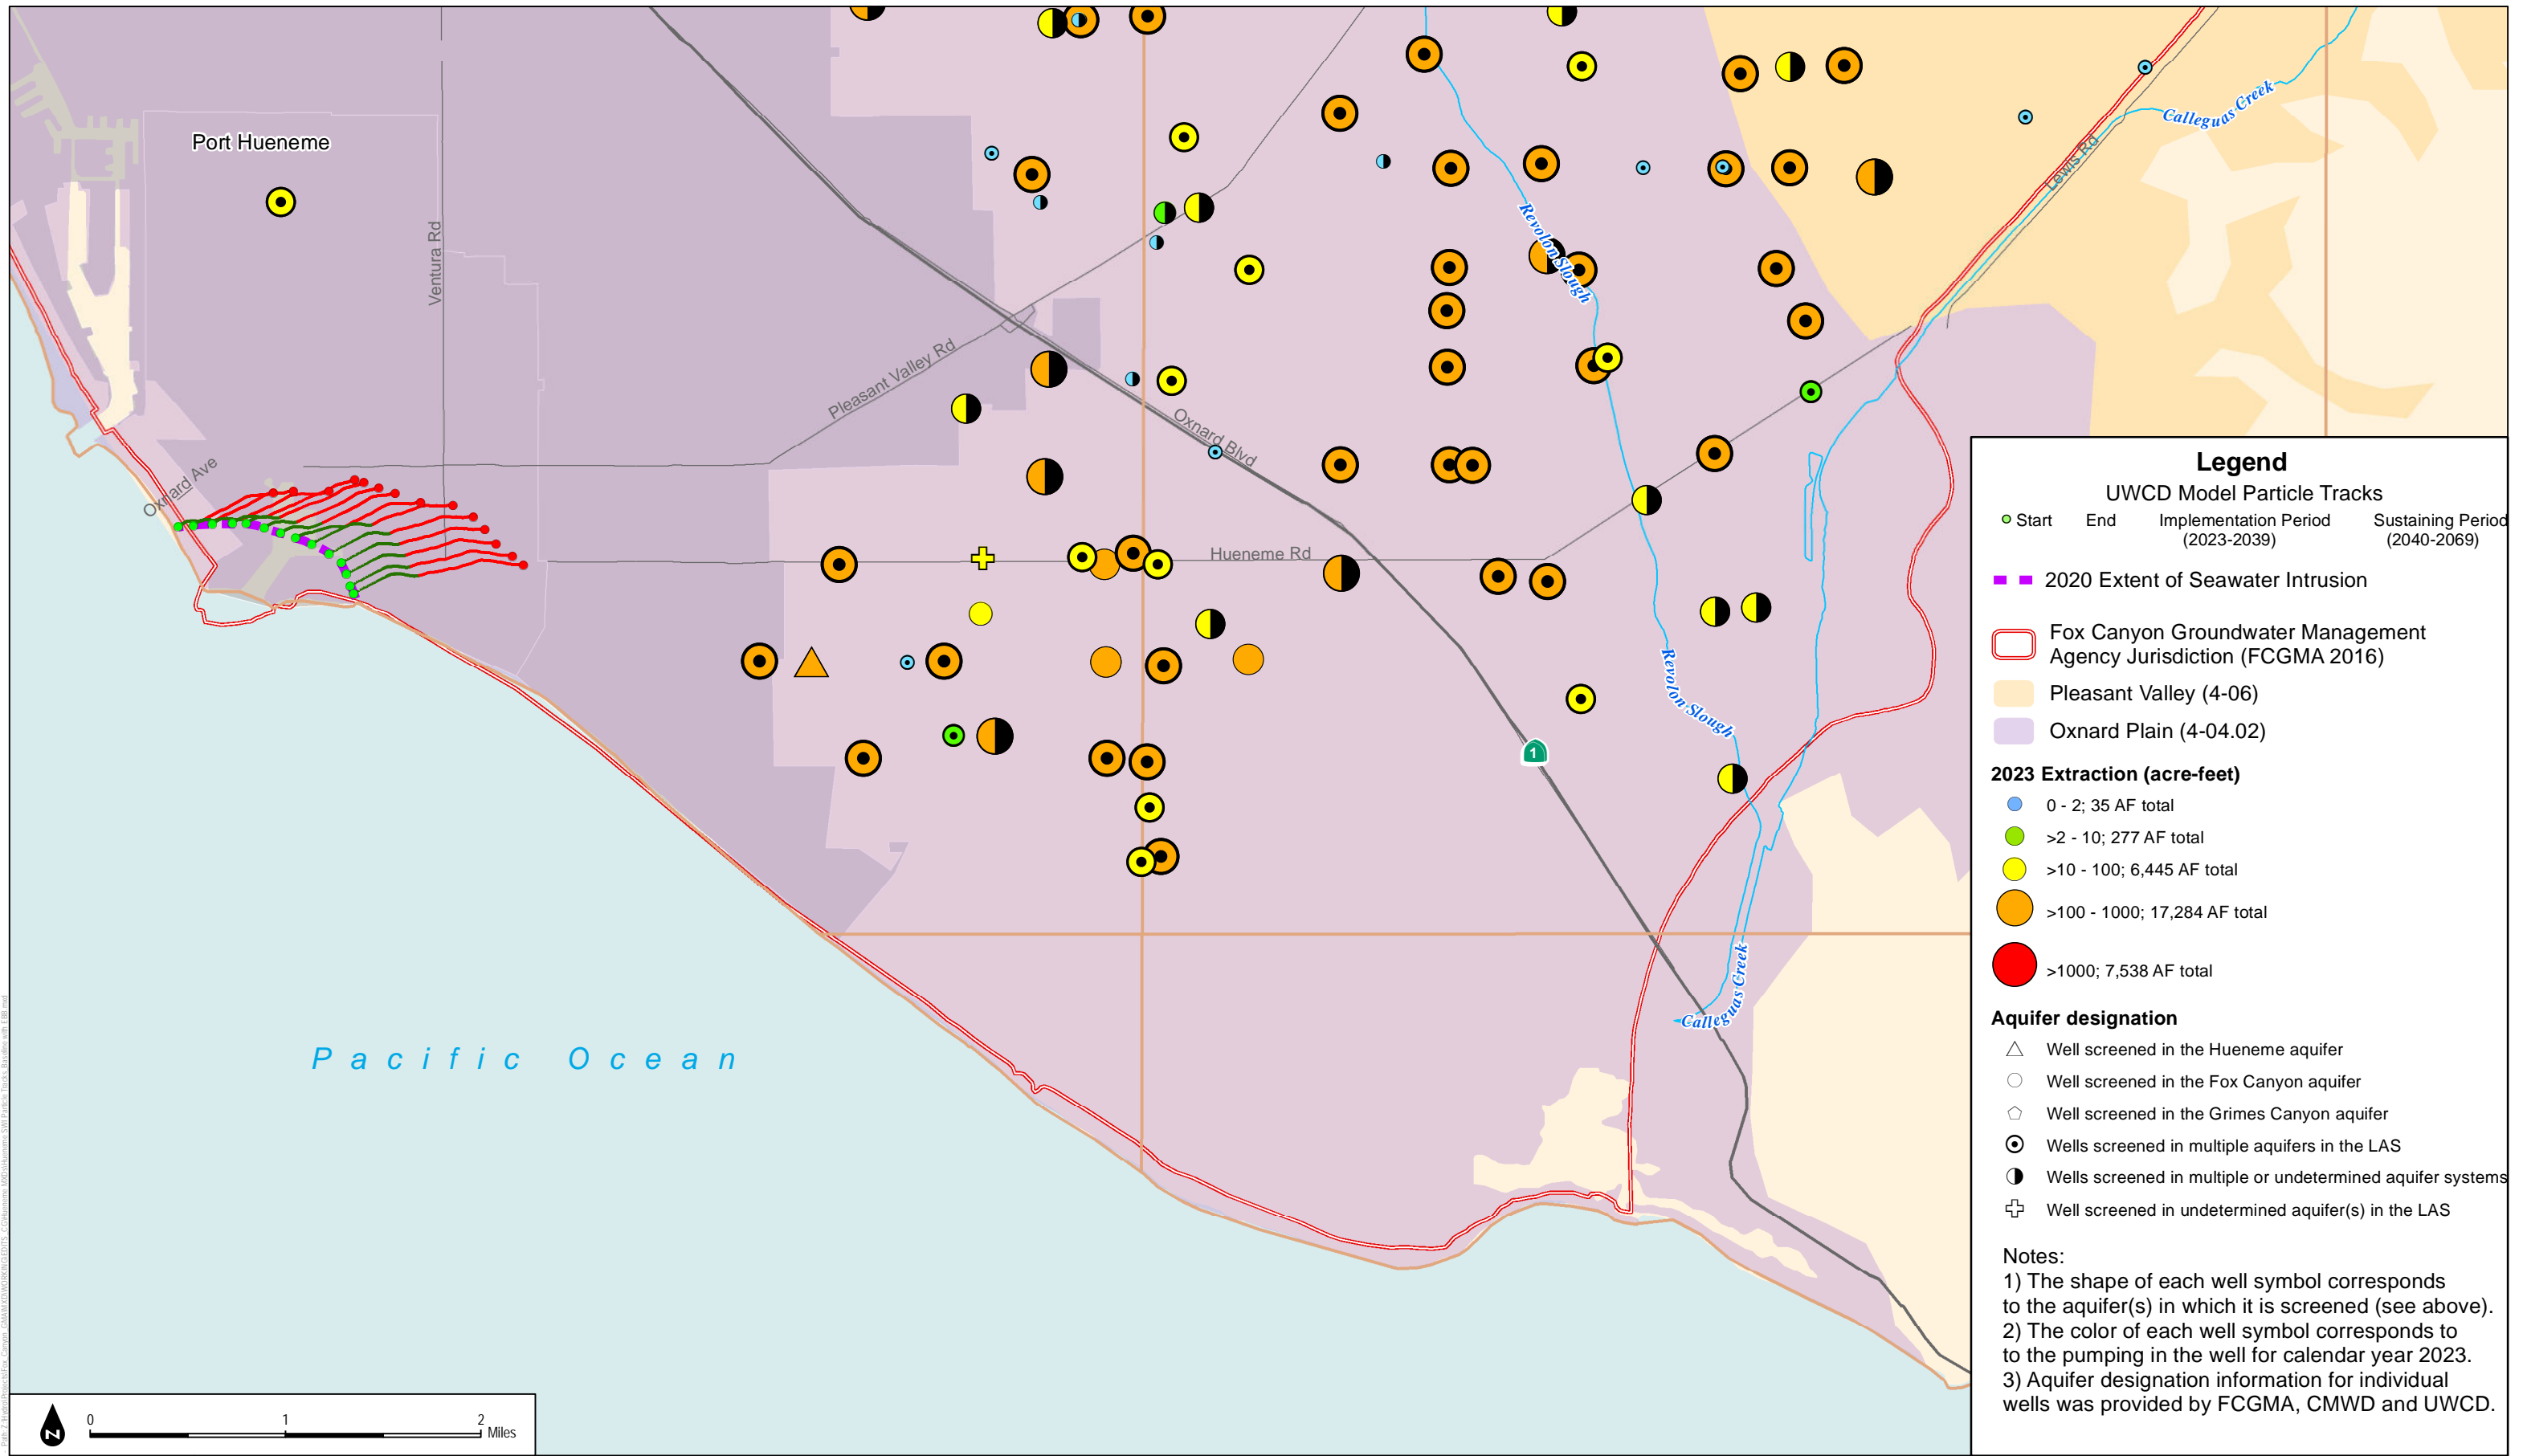 Port Hueneme
Ventura Rd
Calleguas Creek
Lewis Rd
Revolon Slough
Pleasant Valley Rd
Oxnard Blvd
Oxnard Ave
Hueneme Rd
Revolon Slough
1
Calleguas Creek
Pacific Ocean
N
0 1 2
Miles
Legend
UWCD Model Particle Tracks
Start End Implementation Period Sustaining Period
(2023-2039) (2040-2069)
2020 Extent of Seawater Intrusion
Fox Canyon Groundwater Management
Agency Jurisdiction (FCGMA 2016)
Pleasant Valley (4-06)
Oxnard Plain (4-04.02)
2023 Extraction (acre-feet)
0 - 2; 35 AF total
>2 - 10; 277 AF total
>10 - 100; 6,445 AF total
>100 - 1000; 17,284 AF total
>1000; 7,538 AF total
Aquifer designation
Well screened in the Hueneme aquifer
Well screened in the Fox Canyon aquifer
Well screened in the Grimes Canyon aquifer
Wells screened in multiple aquifers in the LAS
Wells screened in multiple or undetermined aquifer systems
Well screened in undetermined aquifer(s) in the LAS
Notes:
1) The shape of each well symbol corresponds
to the aquifer(s) in which it is screened (see above).
2) The color of each well symbol corresponds to
to the pumping in the well for calendar year 2023.
3) Aquifer designation information for individual
wells was provided by FCGMA, CMWD and UWCD.